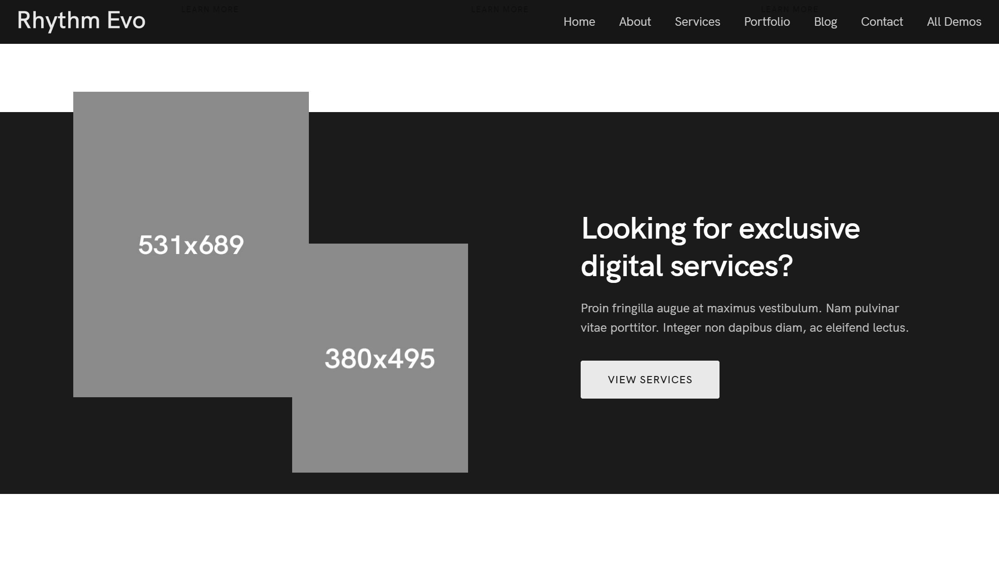 LEARN MORE
LEARN MORE
LEARN MORE
Rhythm Evo
Home
About
Services
Portfolio
Blog
Contact
All Demos
531x689
380x495
Looking for exclusive
digital services?
Proin fringilla augue at maximus vestibulum. Nam pulvinar
vitae porttitor. Integer non dapibus diam, ac eleifend lectus.
VIEW SERVICES